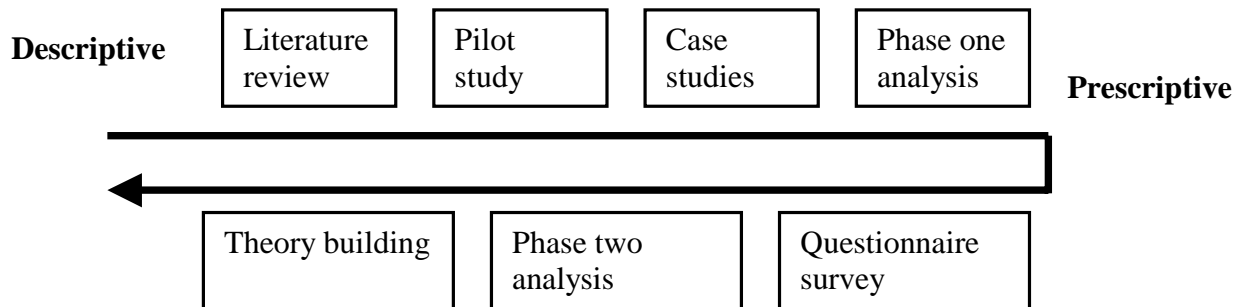 Descriptive
Literature
review
Pilot
study
Case
studies
Phase one
analysis
Prescriptive
Theory building
Phase two
analysis
Questionnaire
survey